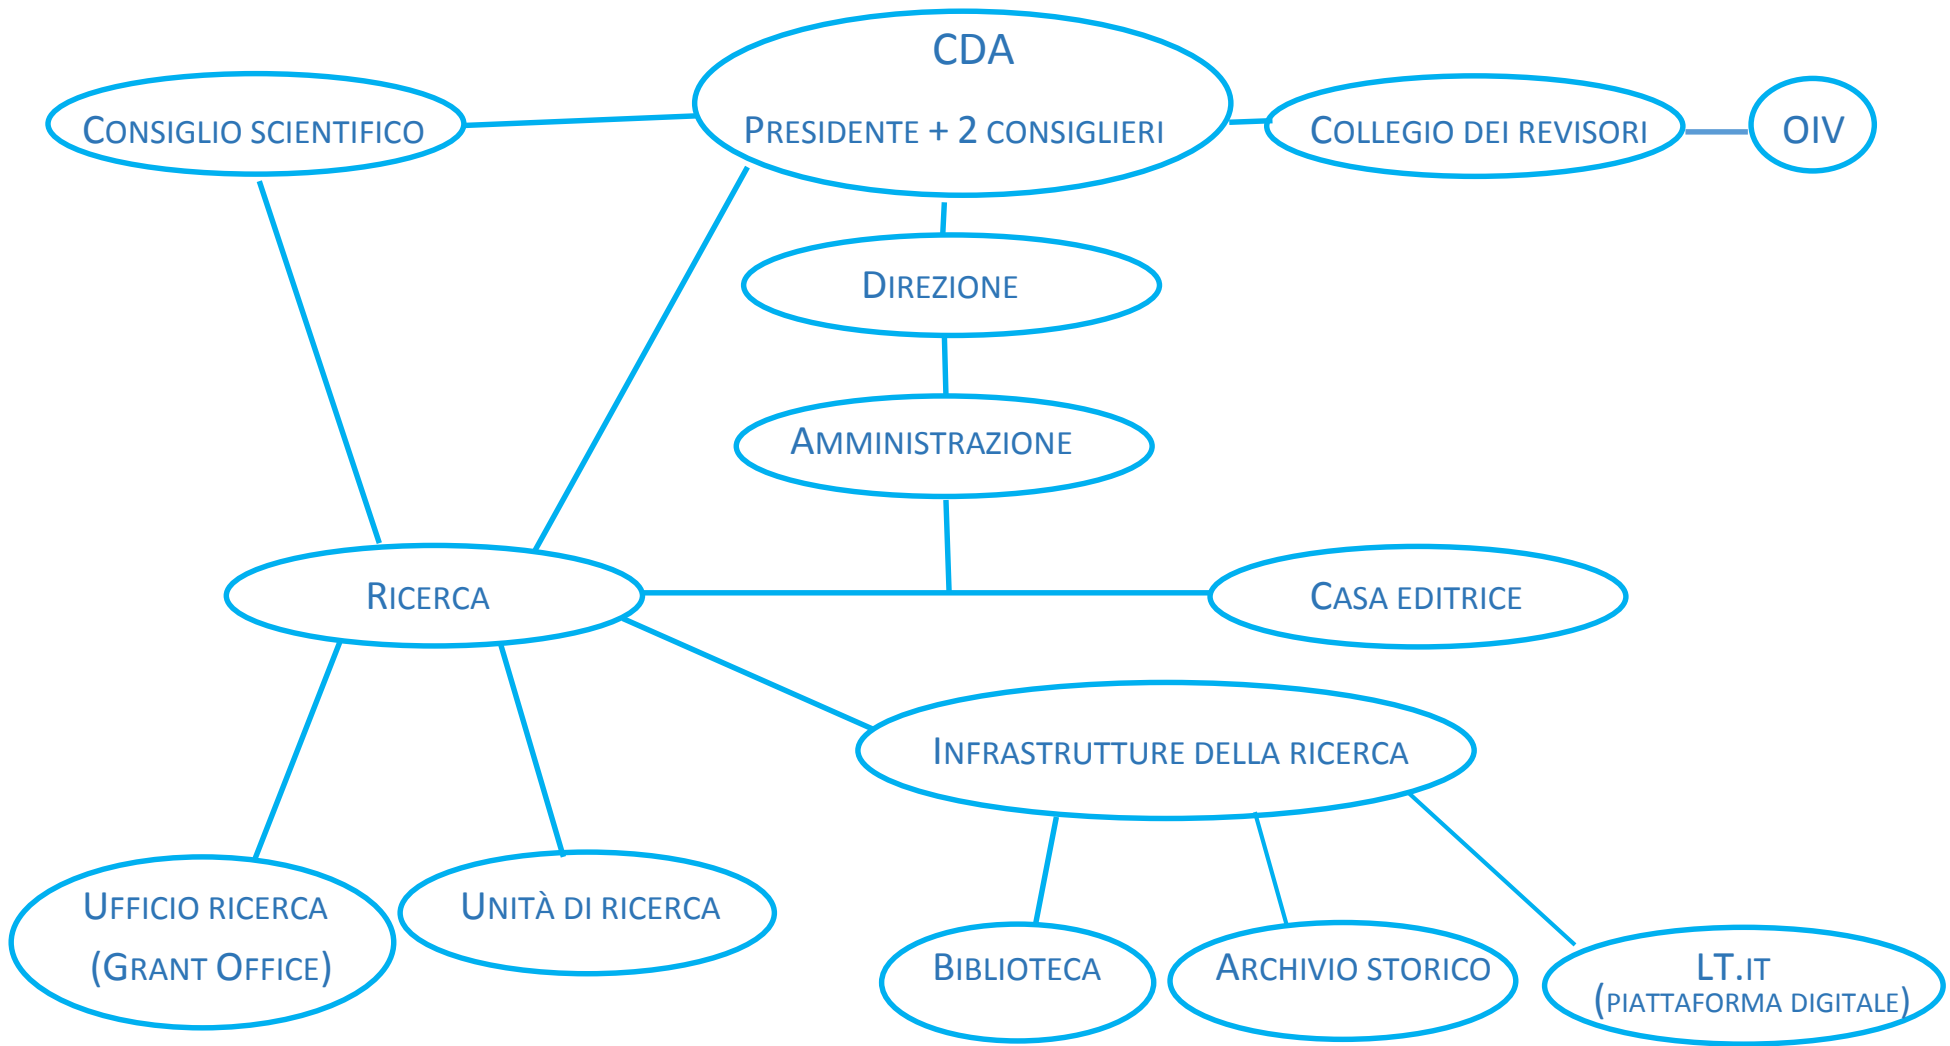 CDA
CONSIGLIO SCIENTIFICO
PRESIDENTE + 2 CONSIGLIERI
COLLEGIO DEI REVISORI
OIV
DIREZIONE
AMMINISTRAZIONE
RICERCA
CASA EDITRICE
INFRASTRUTTURE DELLA RICERCA
UFFICIO RICERCA
(GRANT OFFICE)
UNITÀ DI RICERCA
BIBLIOTECA
ARCHIVIO STORICO
LT.IT
(PIATTAFORMA DIGITALE)